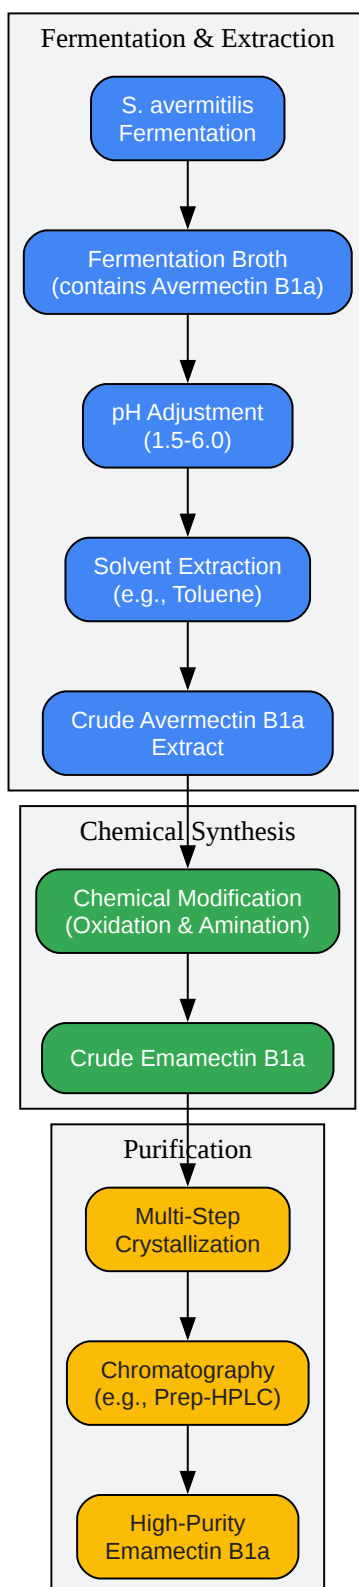 Fermentation & Extraction
S. avermitilis
Fermentation
Fermentation Broth
(contains Avermectin B1a)
pH Adjustment
(1.5-6.0)
Solvent Extraction
(e.g., Toluene)
Crude Avermectin B1a
Extract
Chemical Synthesis
Chemical Modification
(Oxidation & Amination)
Crude Emamectin B1a
Purification
Multi-Step
Crystallization
Chromatography
(e.g., Prep-HPLC)
High-Purity
Emamectin B1a